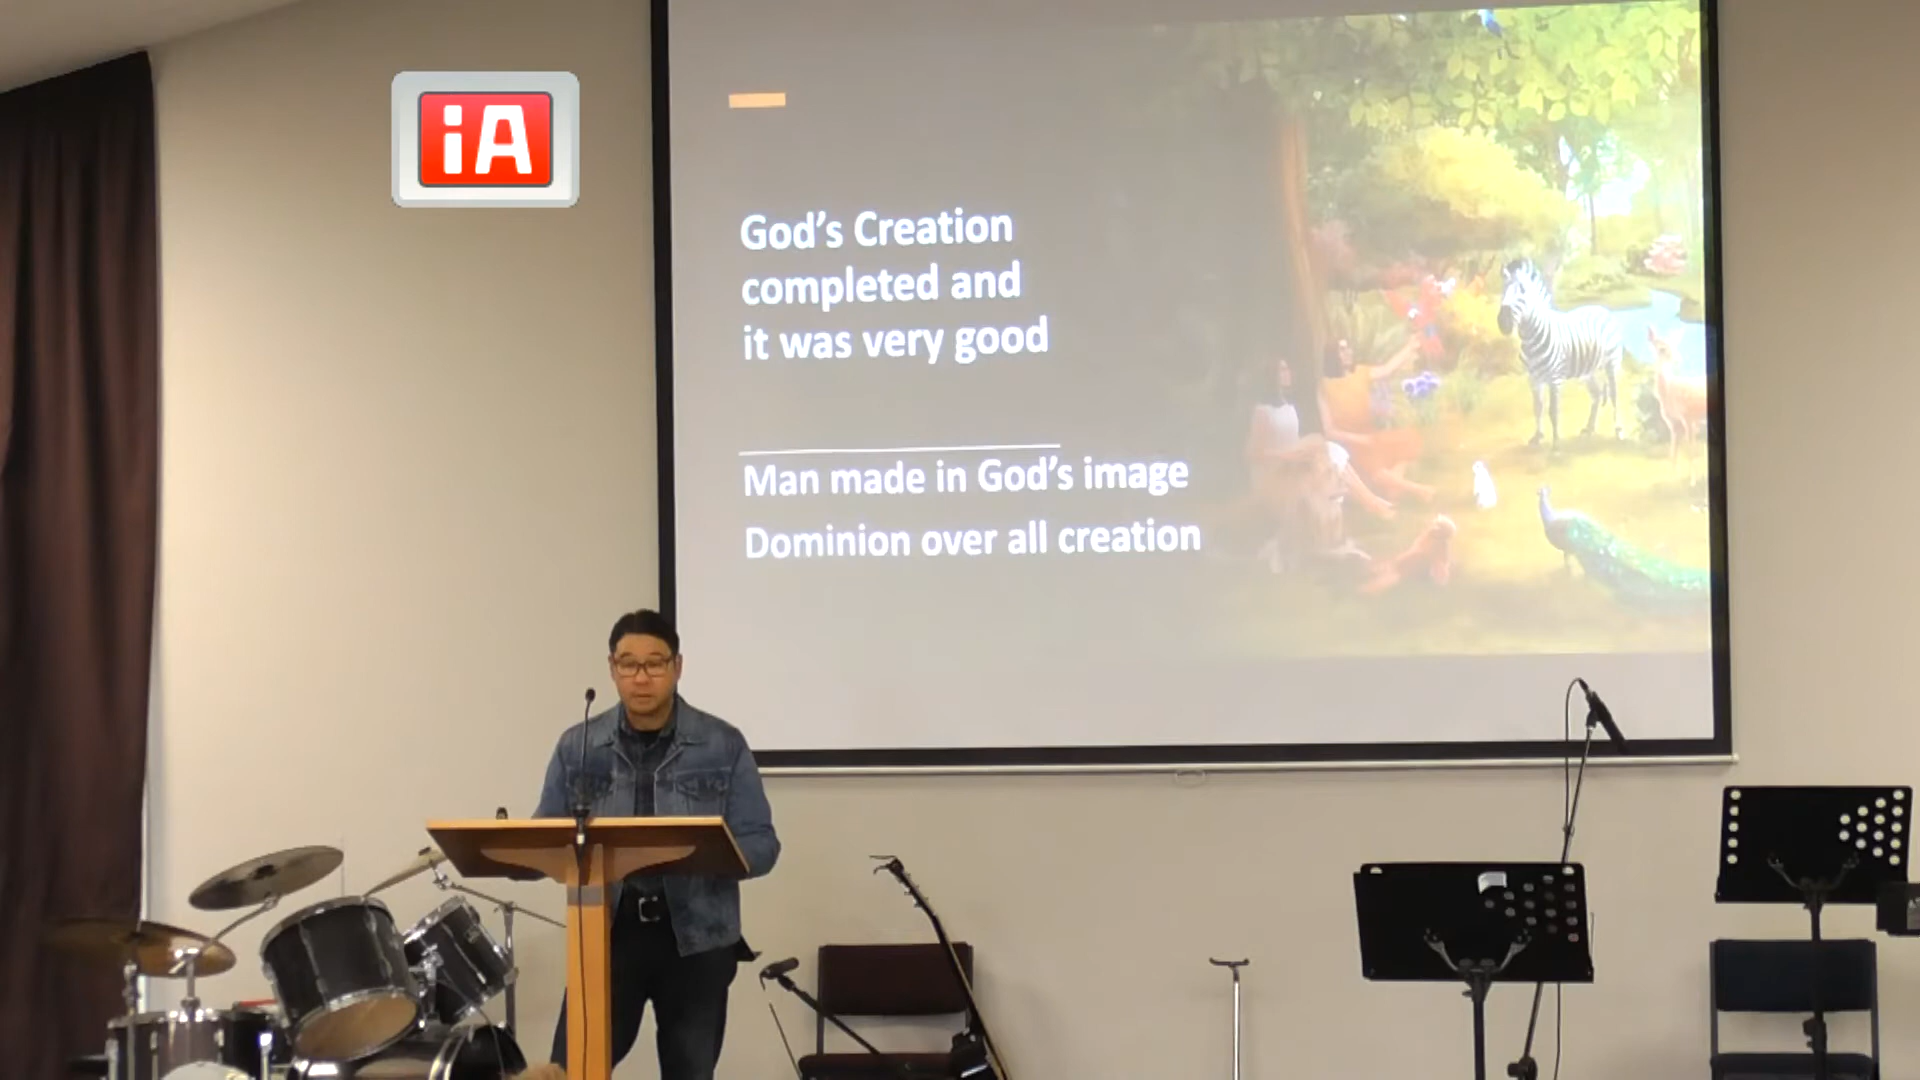 iA
God's Creation
completed and
it was very good
Man made in God's image
Dominion over all creation